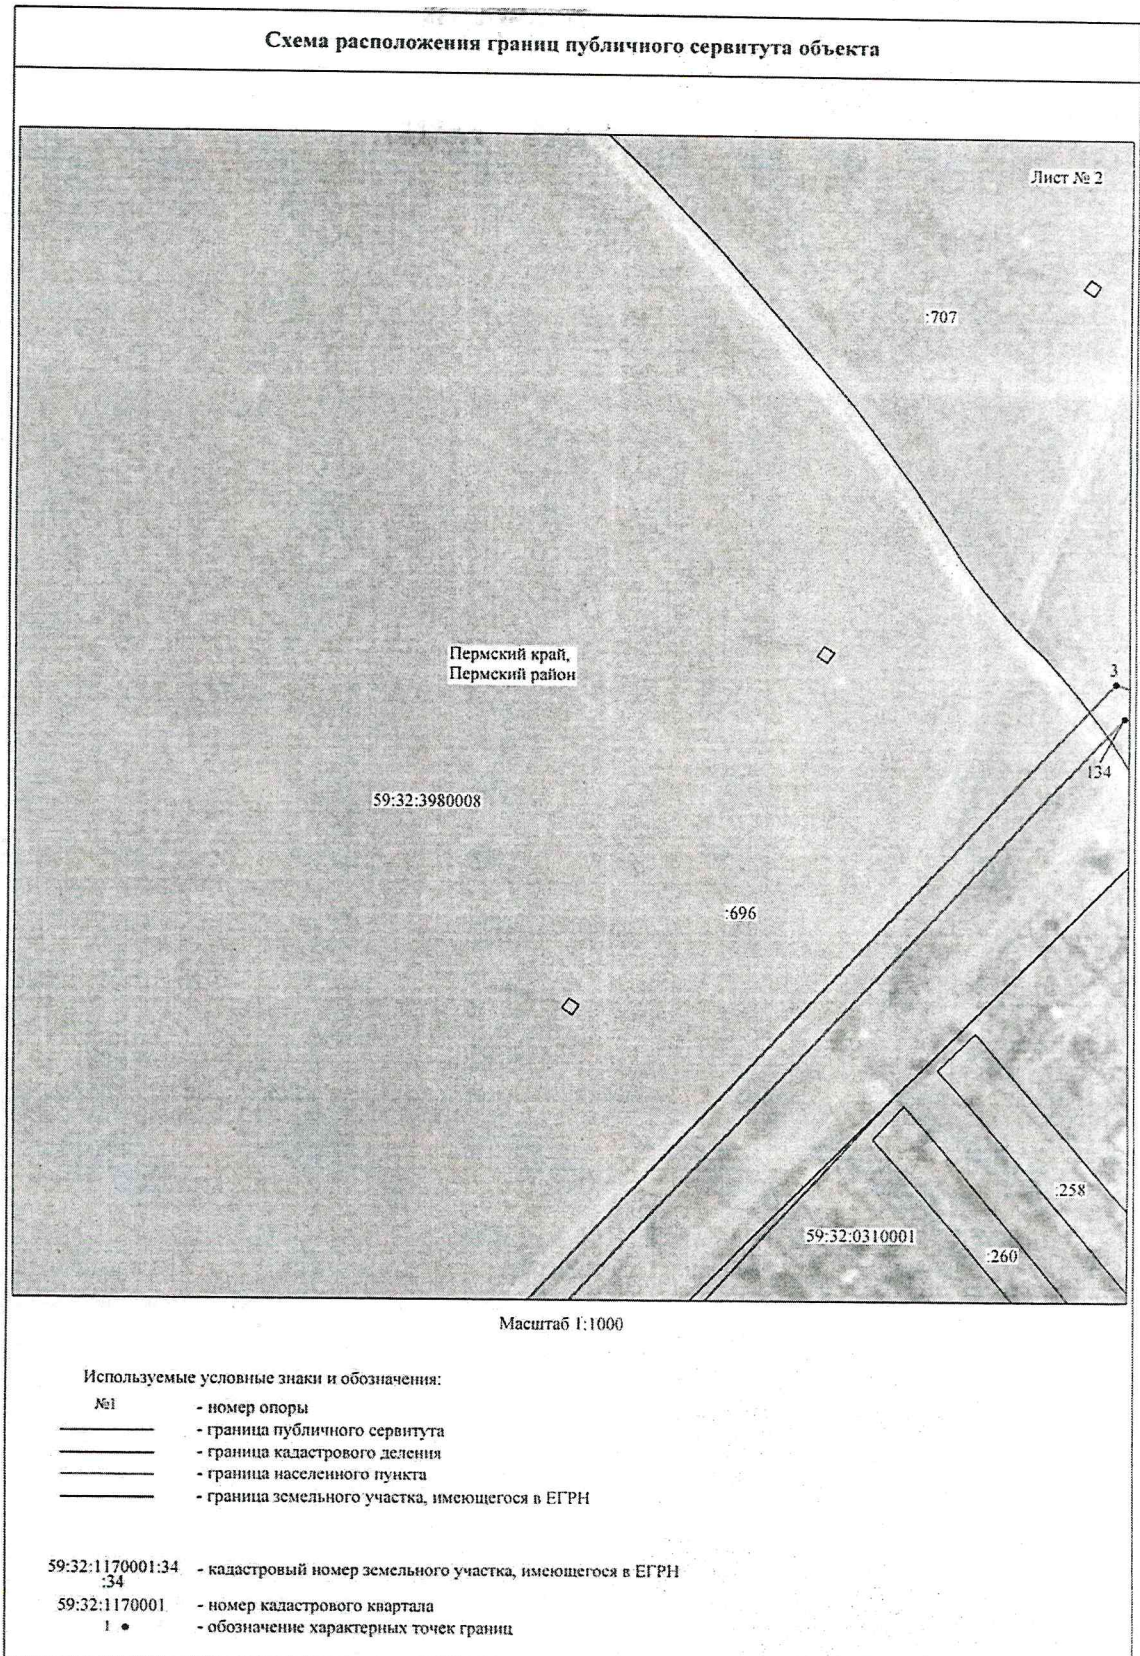 Схема расположения границ публичного сервитута объекта
Лист № 2
:707
Пермский край,
Пермский район
3
134
59:32:3980008
:696
:258
59:32:0310001
:260
Масштаб 1:1000
Используемые условные знаки и обозначения:
№1 - номер опоры
- граница публичного сервитута
- граница кадастрового деления
- граница населенного пункта
- граница земельного участка, имеющегося в ЕГРН
59:32:1170001:34 - кадастровый номер земельного участка, имеющегося в ЕГРН
:34
59:32:1170001 - номер кадастрового квартала
1 • - обозначение характерных точек границ